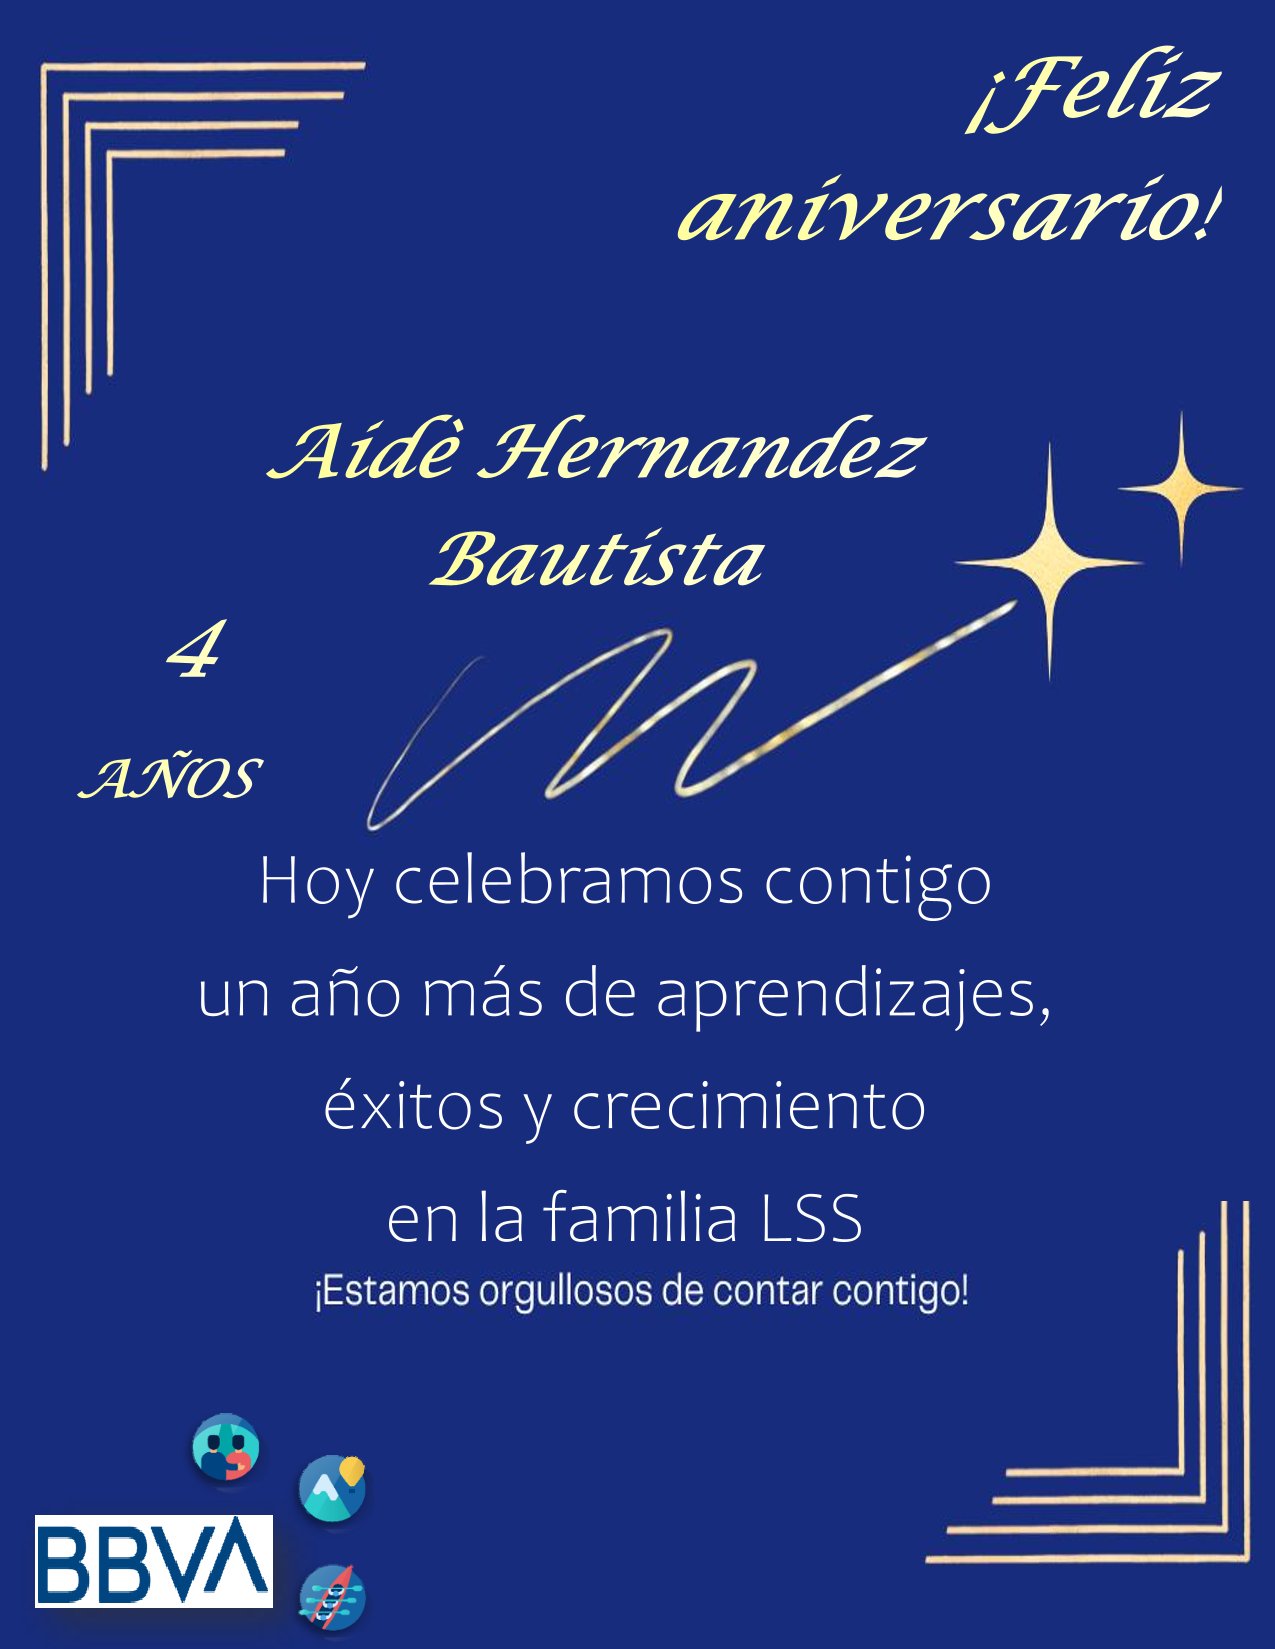 ¡Feliz
aniversario!
Aidè Hernandez
Bautista
4
AÑOS
Hoy celebramos contigo
un año más de aprendizajes,
éxitos y crecimiento
en la familia LSS
¡Estamos orgullosos de contar contigo!
BBVA